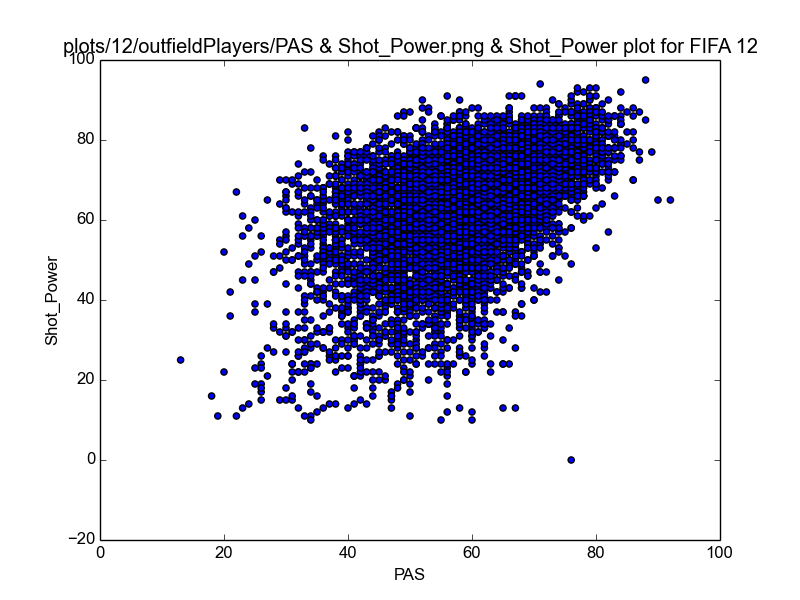 plots/12/outfieldPlayers/PAS & Shot_Power.png & Shot_Power plot for FIFA 12
100
80
60
40
20
0
−20
Shot_Power
0 20 40 60 80 100
PAS